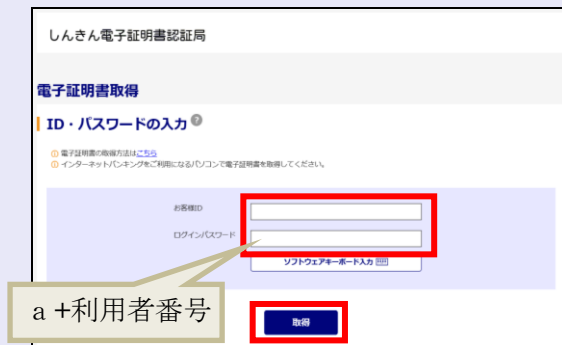 しんきん電子証明書認証局
電子証明書取得
ID・パスワードの入力 ?
! 電子証明書の取得方法はこちら
! インターネットバンキングをご利用になるパソコンで電子証明書を取得してください。
お客様ID
ログインパスワード
ソフトウェアキーボード入力
a +利用者番号
取得